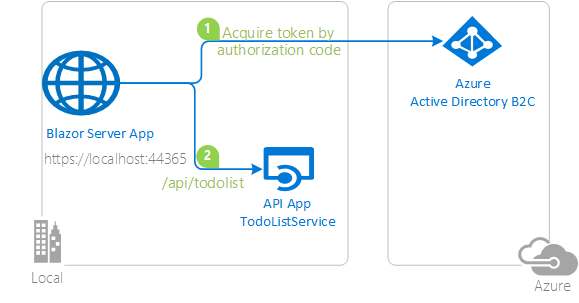 1
Acquire token by
authorization code
Azure
Active Directory B2C
Blazor Server App
https://localhost:44365
2
/api/todolist
API App
TodoListService
Local
Azure